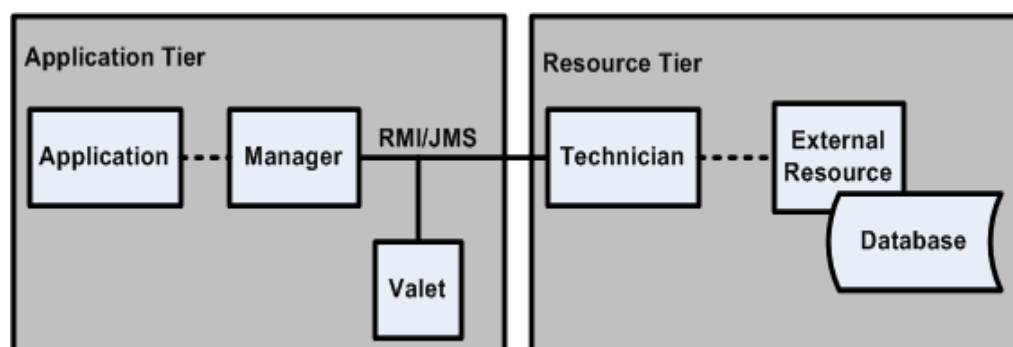 Application Tier
Resource Tier
Application
Manager
RMI/JMS
Technician
External
Resource
Database
Valet